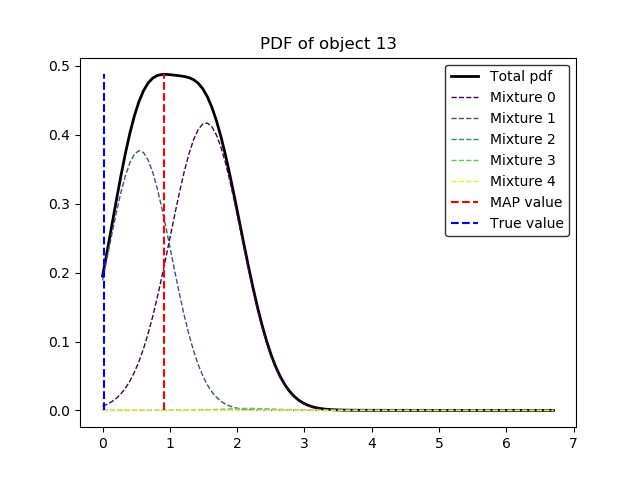 PDF of object 13
0.5
0.4
0.3
0.2
0.1
0.0
0 1 2 3 4 5 6 7
Total pdf
Mixture 0
Mixture 1
Mixture 2
Mixture 3
Mixture 4
MAP value
True value